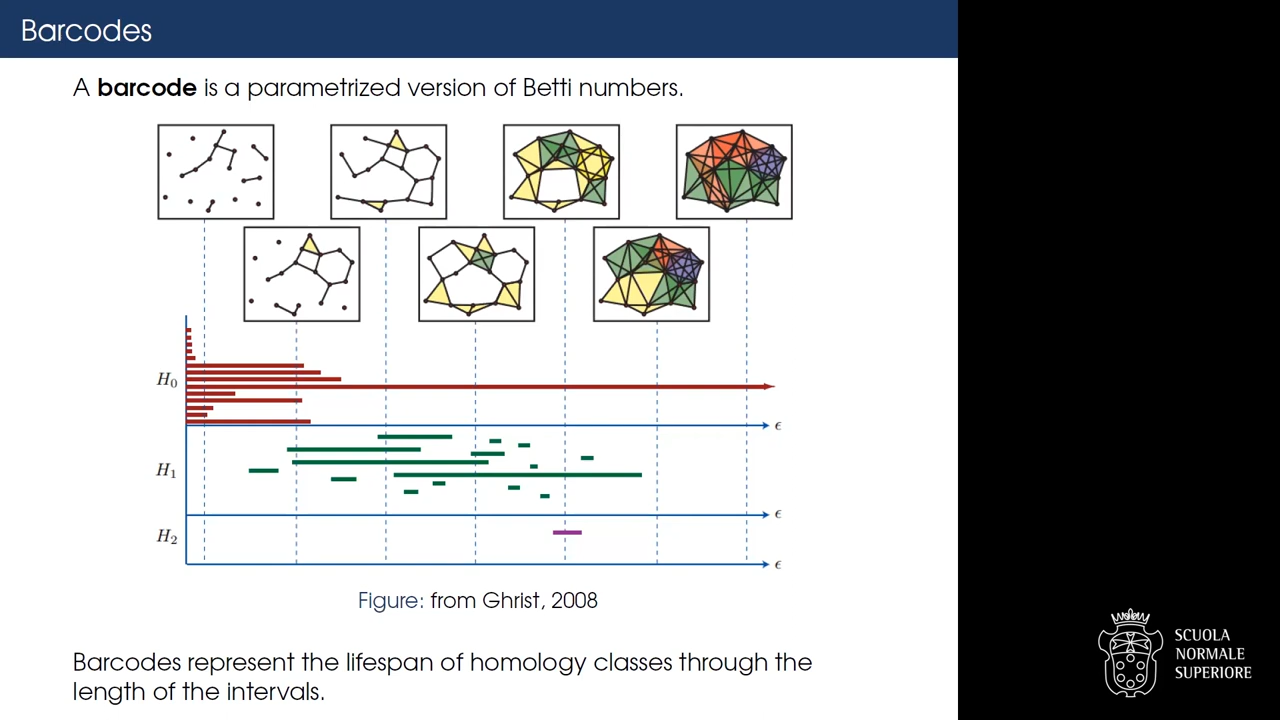 Barcodes
A barcode is a parametrized version of Betti numbers.
H₀
ϵ
H₁
ϵ
H₂
ϵ
Figure: from Ghrist, 2008
Barcodes represent the lifespan of homology classes through the
length of the intervals.
SCUOLA
NORMALE
SUPERIORE